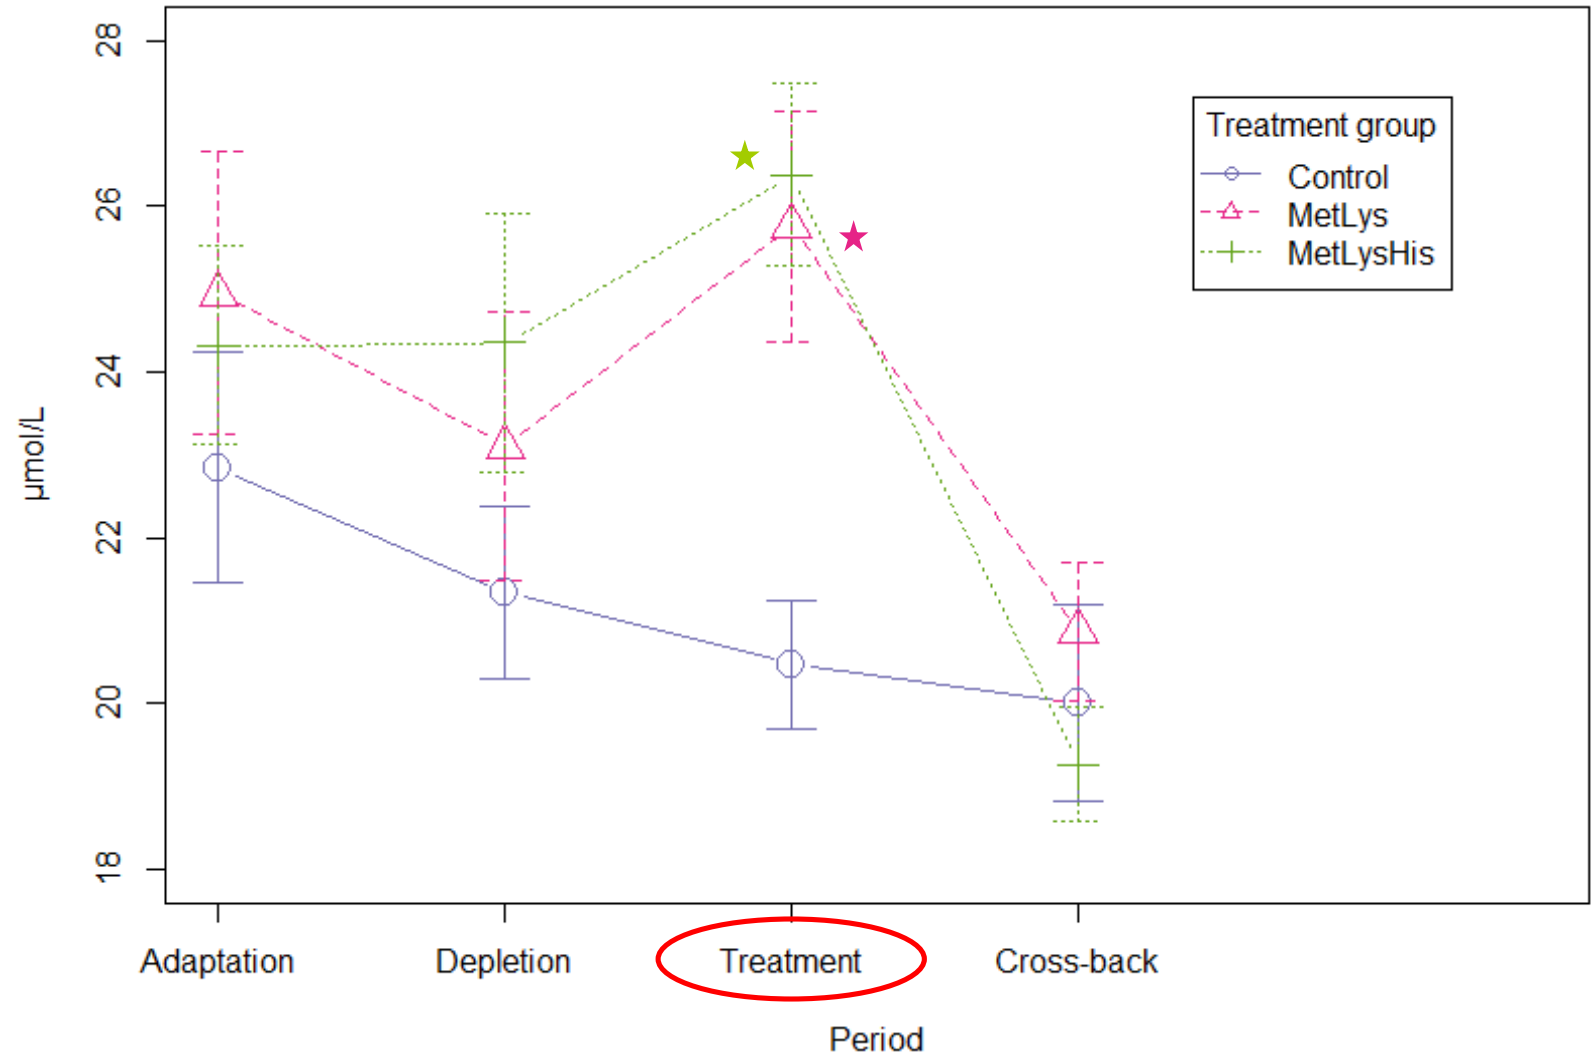 28
26
24
22
20
18
µmol/L
Treatment group
Control
MetLys
MetLysHis
Adaptation Depletion Treatment Cross-back
Period